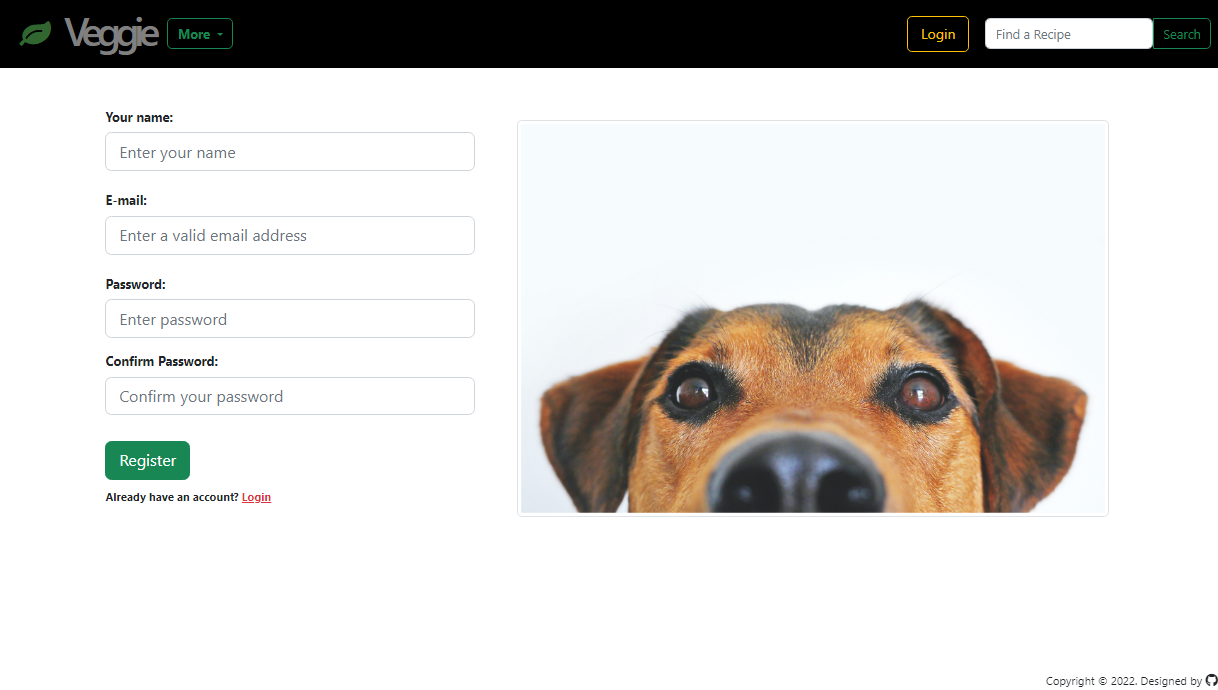 Veggie More Login Find a Recipe Search
Your name:
Enter your name
E-mail:
Enter a valid email address
Password:
Enter password
Confirm Password:
Confirm your password
Register
Already have an account? Login
Copyright © 2022. Designed by